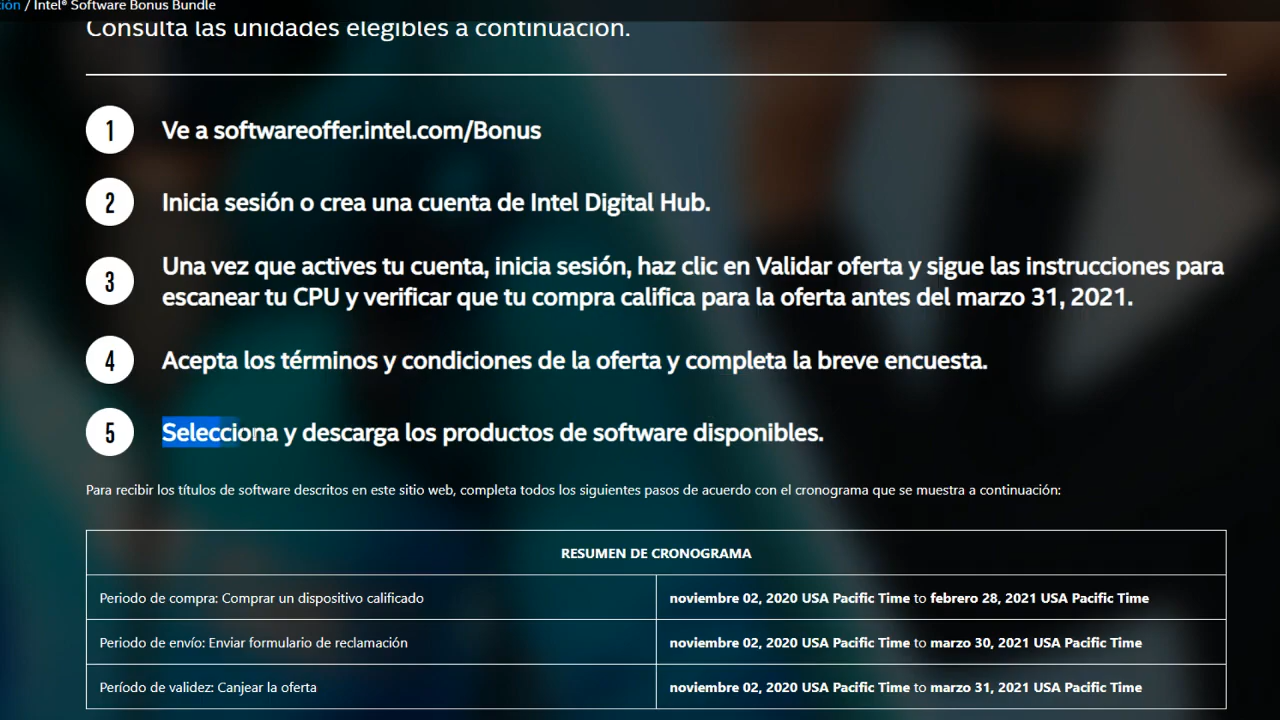 ción / Intel® Software Bonus Bundle
Consulta las unidades elegibles a continuación.
1 Ve a softwareoffer.intel.com/Bonus
2 Inicia sesión o crea una cuenta de Intel Digital Hub.
3 Una vez que actives tu cuenta, inicia sesión, haz clic en Validar oferta y sigue las instrucciones para
escanear tu CPU y verificar que tu compra califica para la oferta antes del marzo 31, 2021.
4 Acepta los términos y condiciones de la oferta y completa la breve encuesta.
5 Selecciona y descarga los productos de software disponibles.
Para recibir los títulos de software descritos en este sitio web, completa todos los siguientes pasos de acuerdo con el cronograma que se muestra a continuación:
RESUMEN DE CRONOGRAMA
Periodo de compra: Comprar un dispositivo calificado noviembre 02, 2020 USA Pacific Time to febrero 28, 2021 USA Pacific Time
Periodo de envío: Enviar formulario de reclamación noviembre 02, 2020 USA Pacific Time to marzo 30, 2021 USA Pacific Time
Período de validez: Canjear la oferta noviembre 02, 2020 USA Pacific Time to marzo 31, 2021 USA Pacific Time